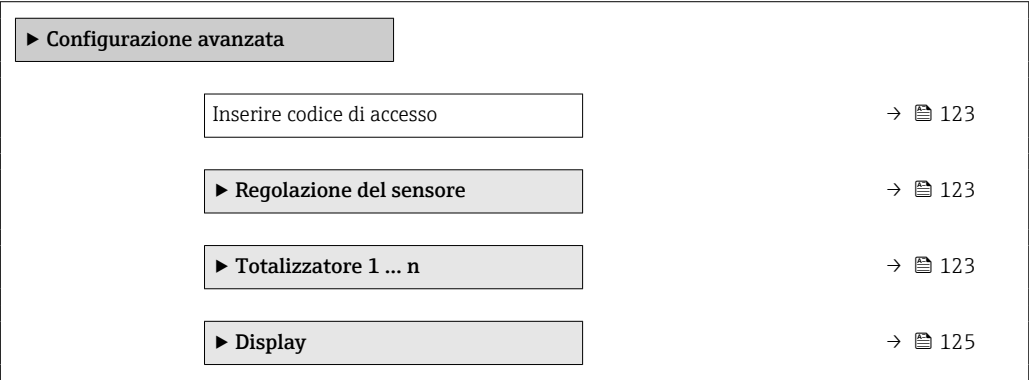 ► Configurazione avanzata
Inserire codice di accesso → 🖹 123
► Regolazione del sensore → 🖹 123
► Totalizzatore 1 ... n → 🖹 123
► Display → 🖹 125